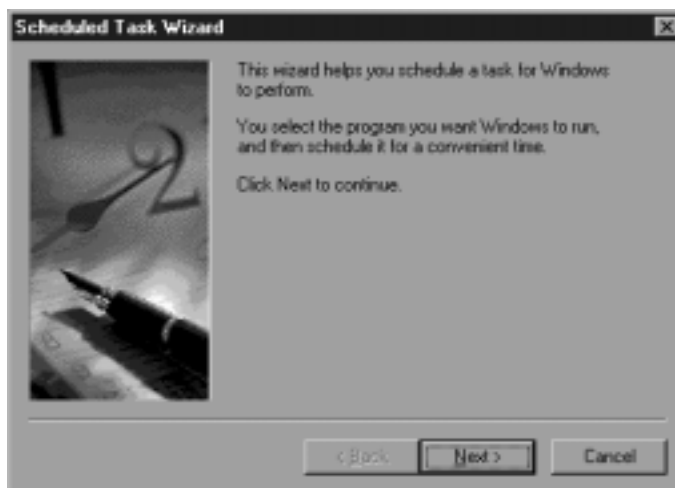 Scheduled Task Wizard
This wizard helps you schedule a task for Windows
to perform.
You select the program you want Windows to run,
and then schedule it for a convenient time.
Click Next to continue.
2
< Back
Next >
Cancel